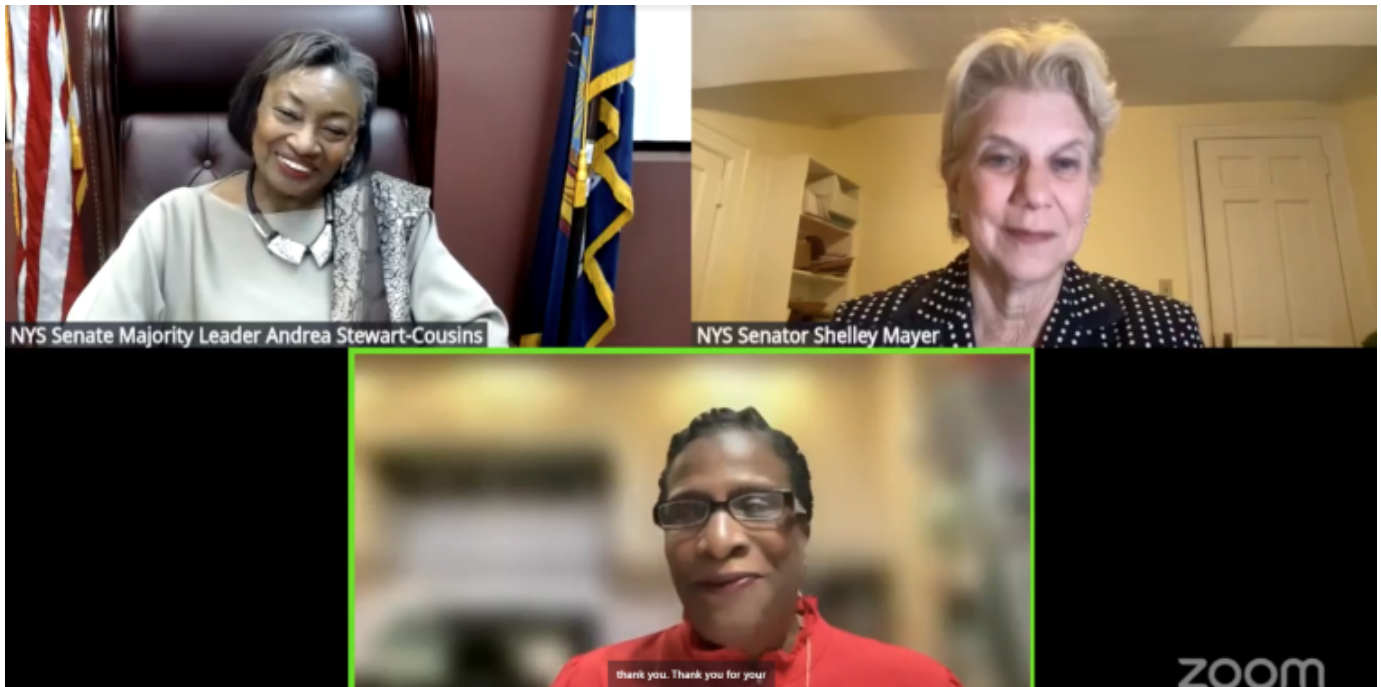 NYS Senate Majority Leader Andrea Stewart-Cousins
NYS Senator Shelley Mayer
thank you. Thank you for your
zoom